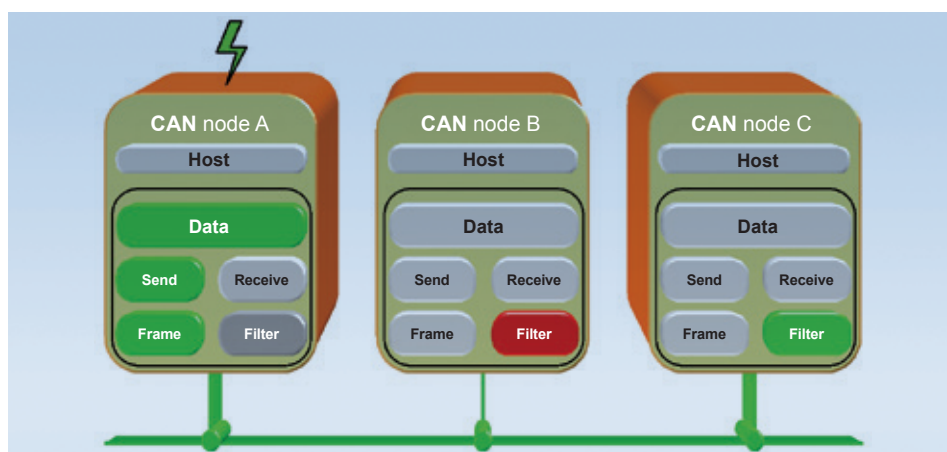 CAN node A
Host
Data
Send Receive
Frame Filter
CAN node B
Host
Data
Send Receive
Frame Filter
CAN node C
Host
Data
Send Receive
Frame Filter